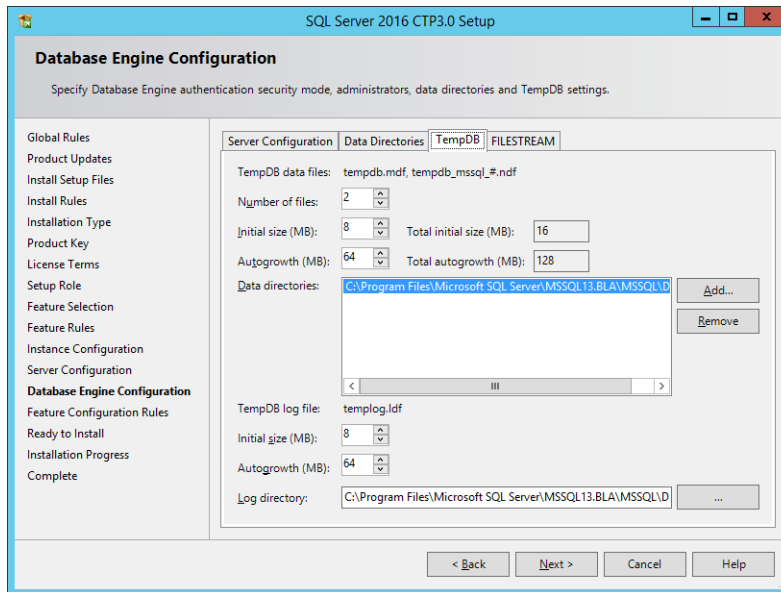 SQL Server 2016 CTP3.0 Setup
Database Engine Configuration
Specify Database Engine authentication security mode, administrators, data directories and TempDB settings.
Global Rules
Product Updates
Install Setup Files
Install Rules
Installation Type
Product Key
License Terms
Setup Role
Feature Selection
Feature Rules
Instance Configuration
Server Configuration
Database Engine Configuration
Feature Configuration Rules
Ready to Install
Installation Progress
Complete
Server Configuration Data Directories TempDB FILESTREAM
TempDB data files: tempdb.mdf, tempdb_mssql_#.ndf
Number of files: 2
Initial size (MB): 8 Total initial size (MB): 16
Autogrowth (MB): 64 Total autogrowth (MB): 128
Data directories: C:\Program Files\Microsoft SQL Server\MSSQL13.BLA\MSSQL\D
Add...
Remove
TempDB log file: templog.ldf
Initial size (MB): 8
Autogrowth (MB): 64
Log directory: C:\Program Files\Microsoft SQL Server\MSSQL13.BLA\MSSQL\D ...
< Back Next > Cancel Help